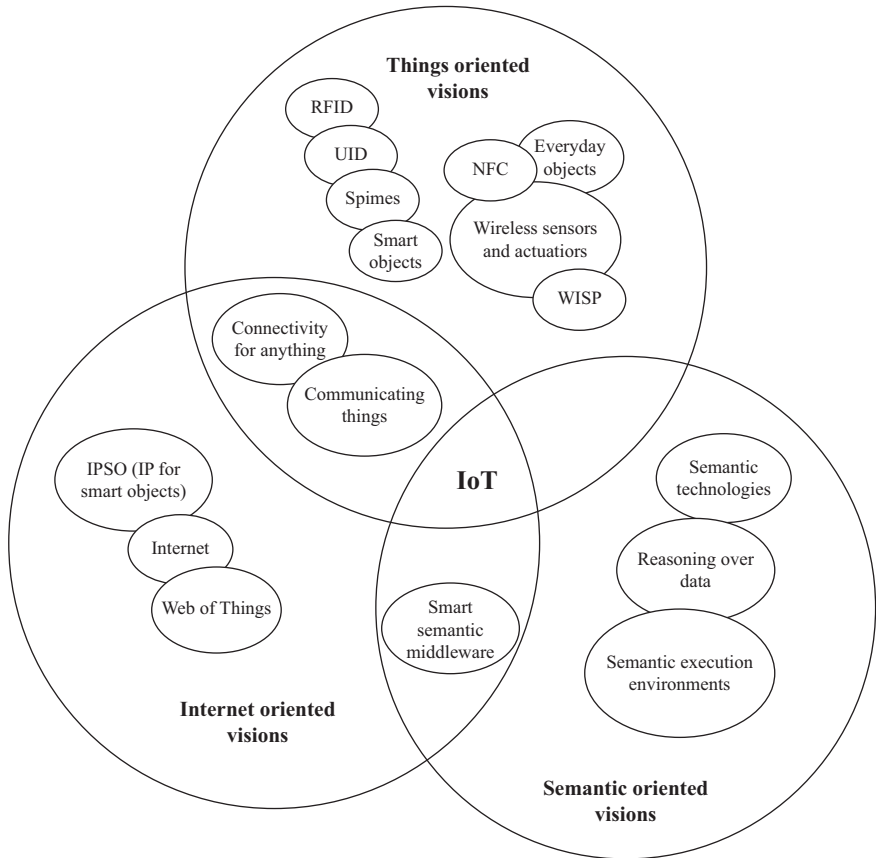 Things oriented
visions
RFID
UID
Spimes
Smart
objects
Everyday
objects
NFC
Wireless sensors
and actuatiors
WISP
Connectivity
for anything
Communicating
things
IPSO (IP for
smart objects)
Internet
Web of Things
Internet oriented
visions
IoT
Smart
semantic
middleware
Semantic
technologies
Reasoning over
data
Semantic execution
environments
Semantic oriented
visions